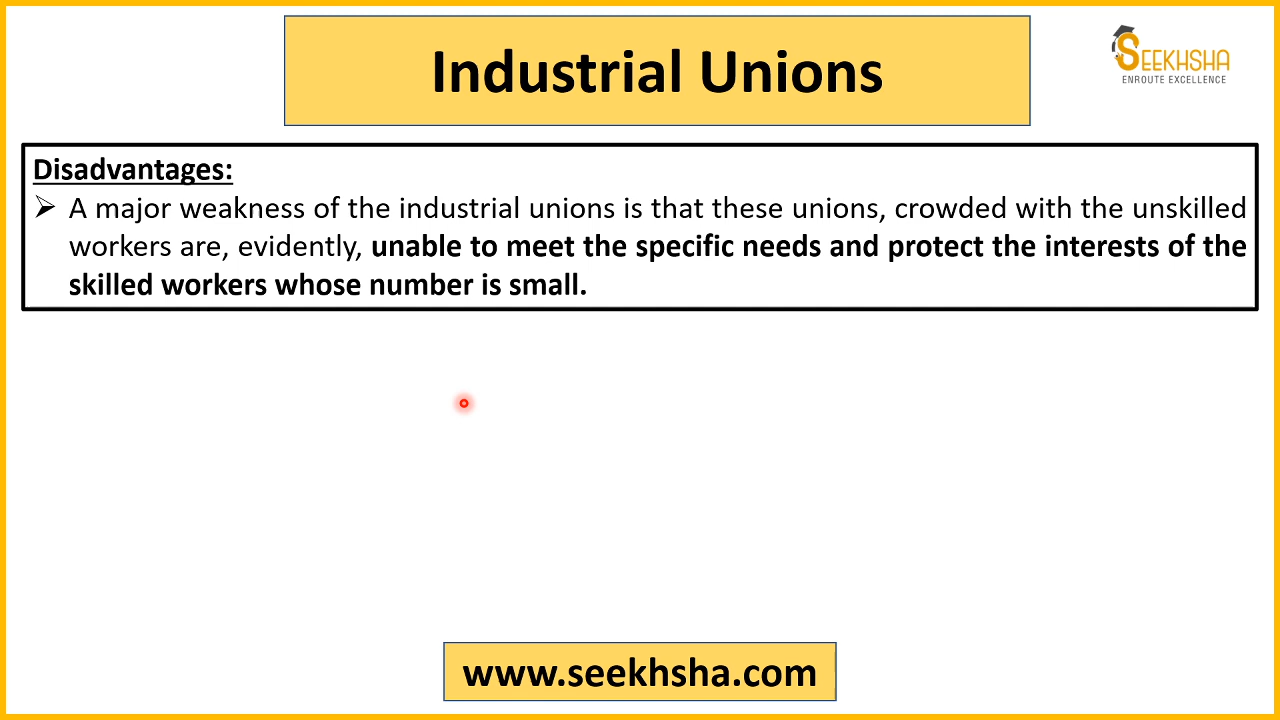 Industrial Unions
SEEKHSHA
ENROUTE EXCELLENCE
Disadvantages:
➢ A major weakness of the industrial unions is that these unions, crowded with the unskilled
workers are, evidently, unable to meet the specific needs and protect the interests of the
skilled workers whose number is small.
www.seekhsha.com